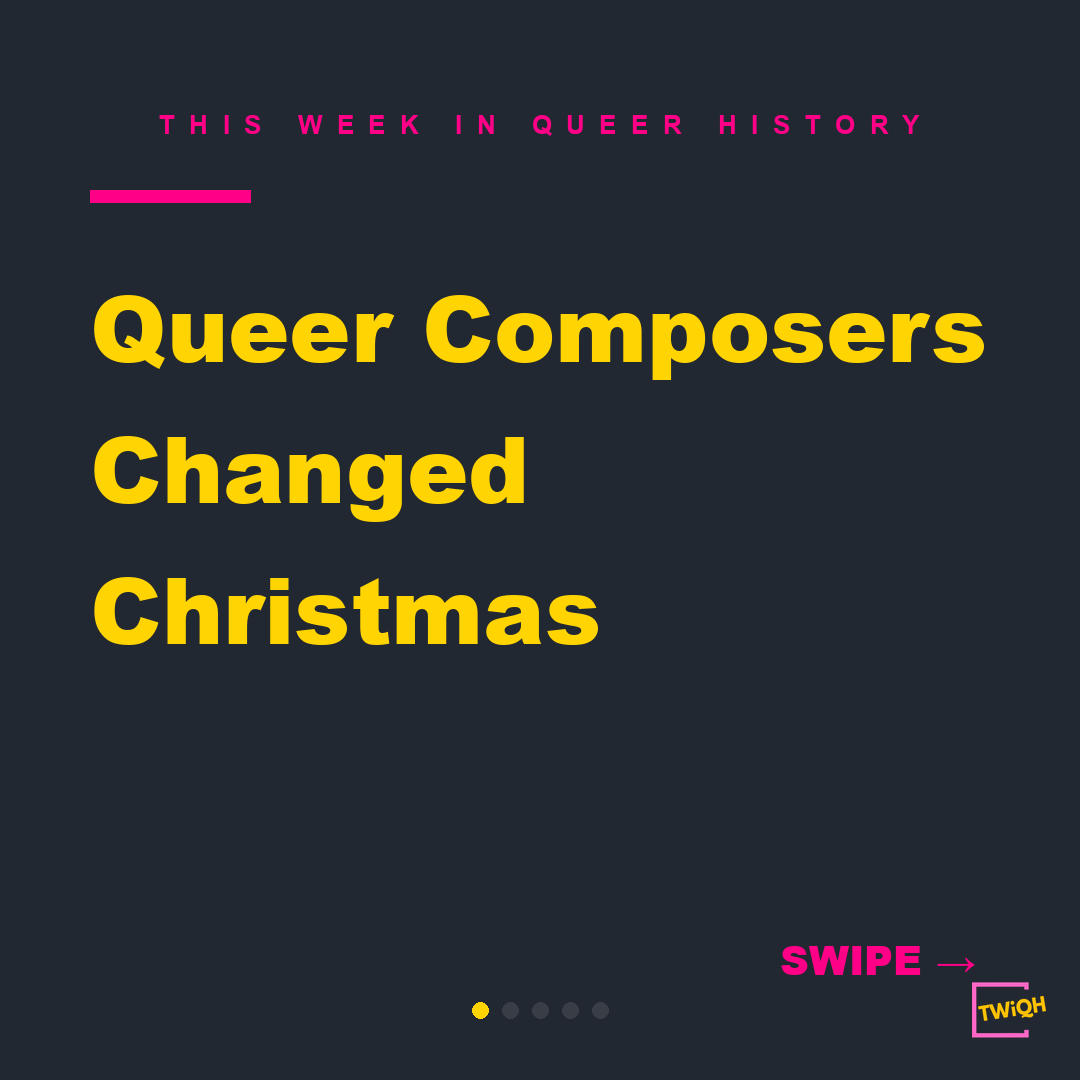 THIS WEEK IN QUEER HISTORY
Queer Composers
Changed
Christmas
SWIPE →
TWiQH